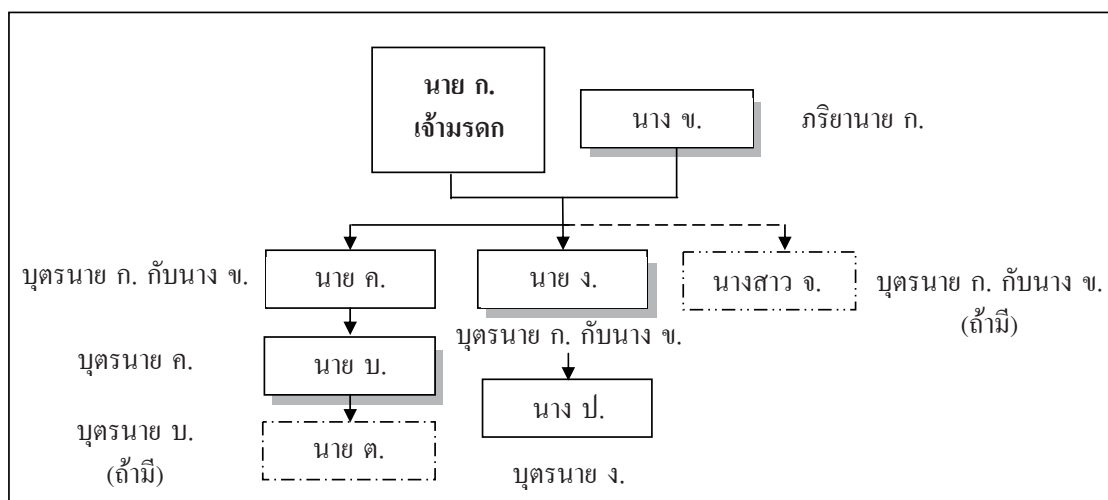 นาย ก.
เจ้ามรดก
นาง ข.
ภริยานาย ก.
บุตรนาย ก. กับนาง ข.
นาย ค.
นาย ง.
นางสาว จ.
บุตรนาย ก. กับนาง ข.
(ถ้ามี)
บุตรนาย ก. กับนาง ข.
บุตรนาย ค.
นาย บ.
นาง ป.
บุตรนาย บ.
(ถ้ามี)
นาย ต.
บุตรนาย ง.